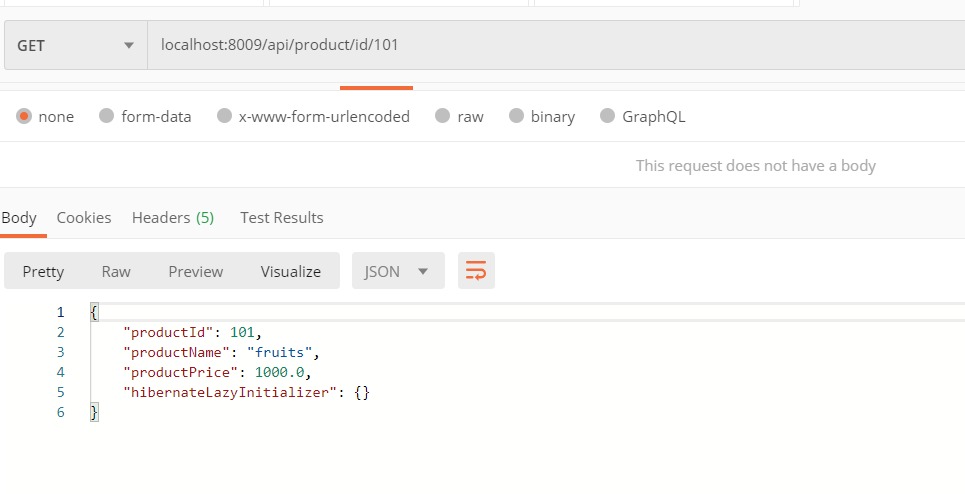 GET localhost:8009/api/product/id/101
none form-data x-www-form-urlencoded raw binary GraphQL
This request does not have a body
Body Cookies Headers (5) Test Results
Pretty Raw Preview Visualize JSON
1 {
2 "productId": 101,
3 "productName": "fruits",
4 "productPrice": 1000.0,
5 "hibernateLazyInitializer": {}
6 }